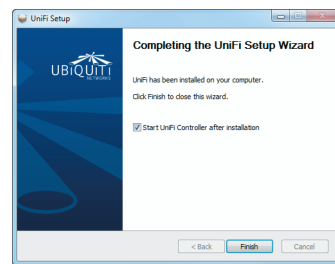 UniFi Setup
Completing the UniFi Setup Wizard
UBIQUITI
NETWORKS
UniFi has been installed on your computer.
Click Finish to close this wizard.
Start UniFi Controller after installation
< Back
Finish
Cancel